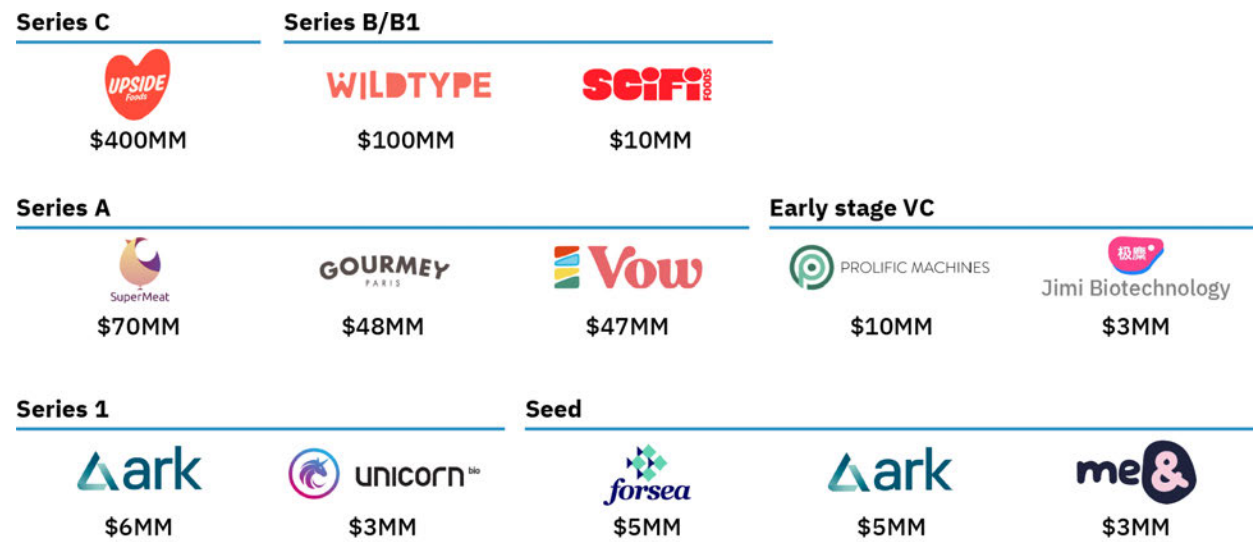 Series C Series B/B1
UPSIDE
Foods
WILDTYPE
SCiFi
FOODS
$400MM $100MM $10MM
Series A Early stage VC
SuperMeat
GOURMEY
PARIS
Vow
PROLIFIC MACHINES
极麋
Jimi Biotechnology
$70MM $48MM $47MM $10MM $3MM
Series 1 Seed
ark
unicorn bio
forsea
ark
me&
$6MM $3MM $5MM $5MM $3MM